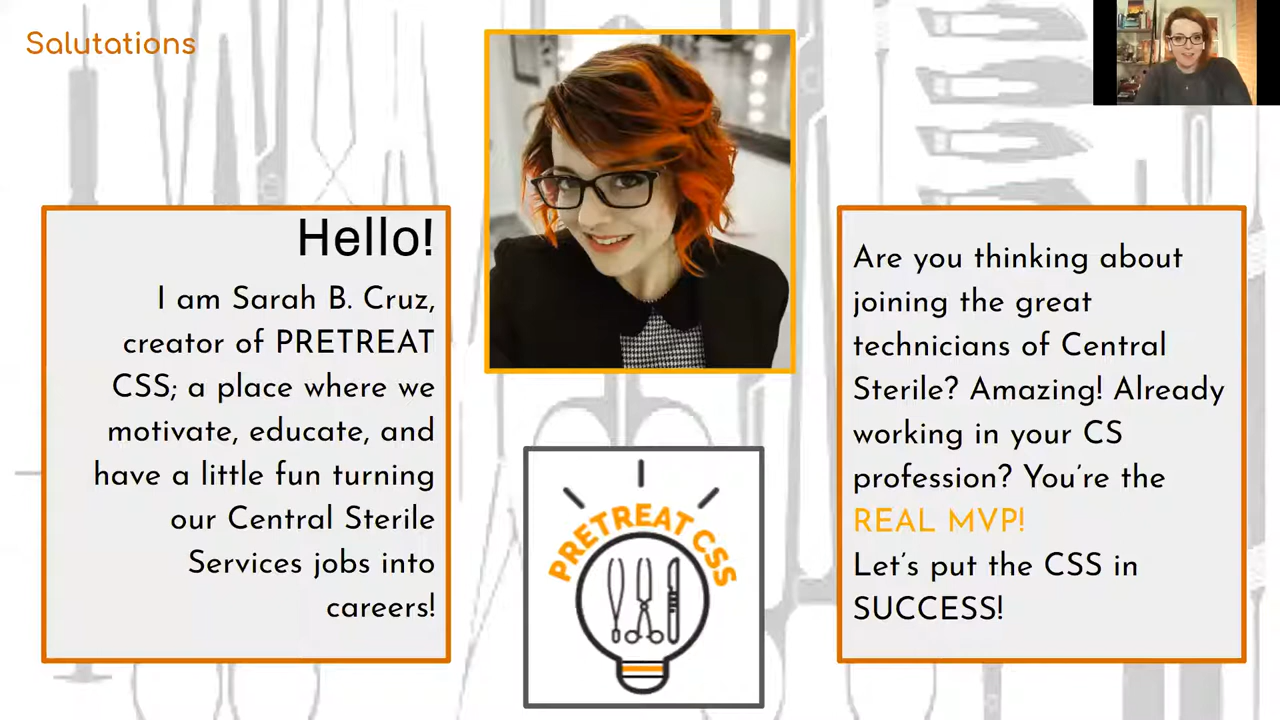 Salutations
Hello!
I am Sarah B. Cruz,
creator of PRETREAT
CSS; a place where we
motivate, educate, and
have a little fun turning
our Central Sterile
Services jobs into
careers!
PRETREAT CSS
Are you thinking about
joining the great
technicians of Central
Sterile? Amazing! Already
working in your CS
profession? You're the
REAL MVP!
Let's put the CSS in
SUCCESS!